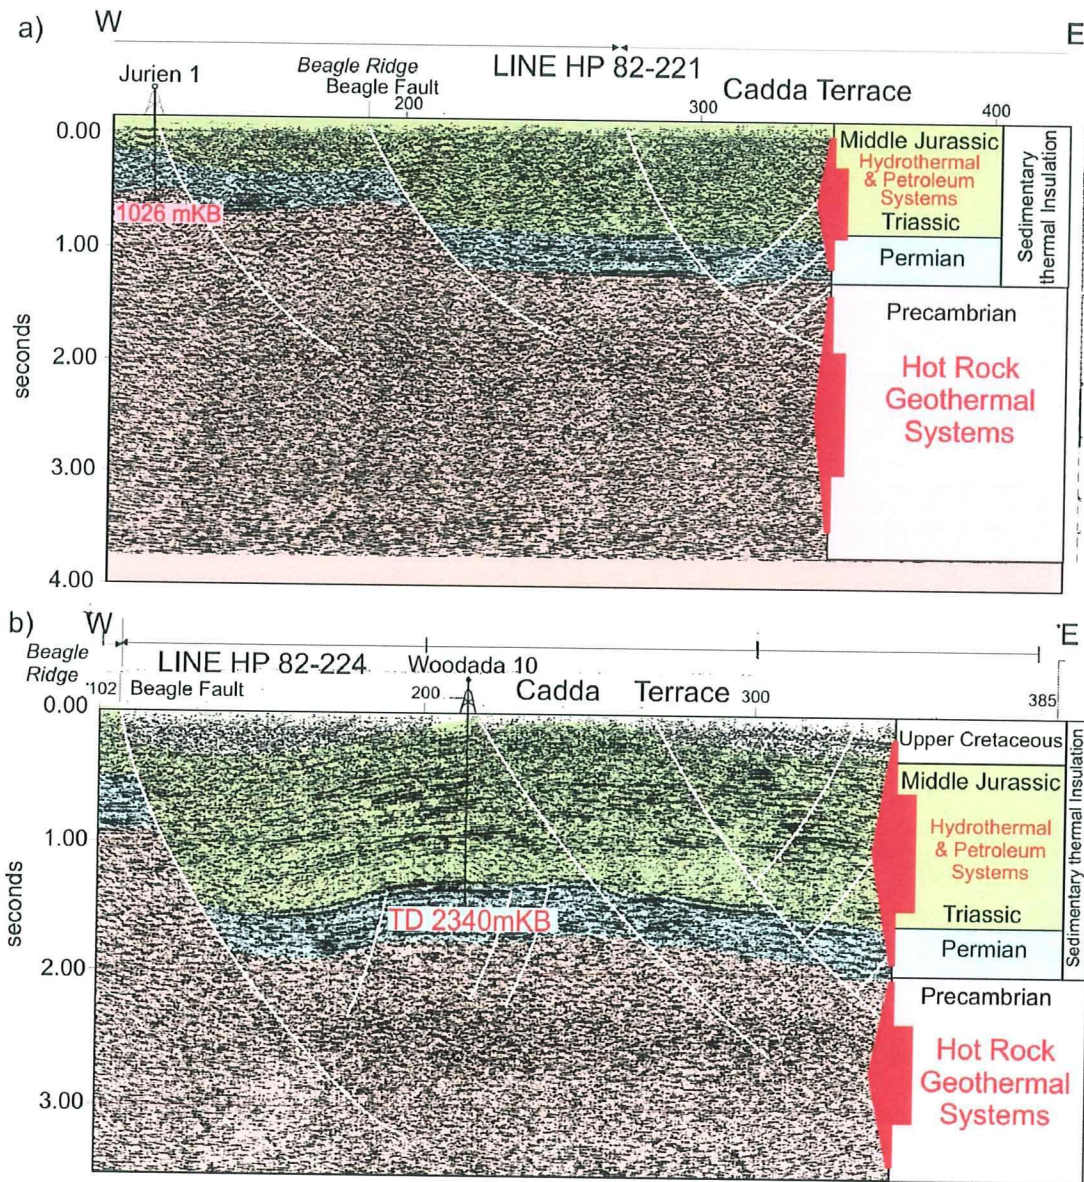 a)
W
E
LINE HP 82-221
Jurien 1
Beagle Ridge
Beagle Fault
Cadda Terrace
200
300
400
0.00
1.00
2.00
3.00
4.00
seconds
1026 mKB
Middle Jurassic
Hydrothermal
& Petroleum
Systems
Triassic
Permian
Sedimentary
thermal Insulation
Precambrian
Hot Rock
Geothermal
Systems
b)
W
E
Beagle
Ridge
LINE HP 82-224
Woodada 10
102
Beagle Fault
200
Cadda Terrace
300
385
0.00
1.00
2.00
3.00
seconds
TD 2340mKB
Upper Cretaceous
Middle Jurassic
Hydrothermal
& Petroleum
Systems
Triassic
Permian
Sedimentary thermal Insulation
Precambrian
Hot Rock
Geothermal
Systems